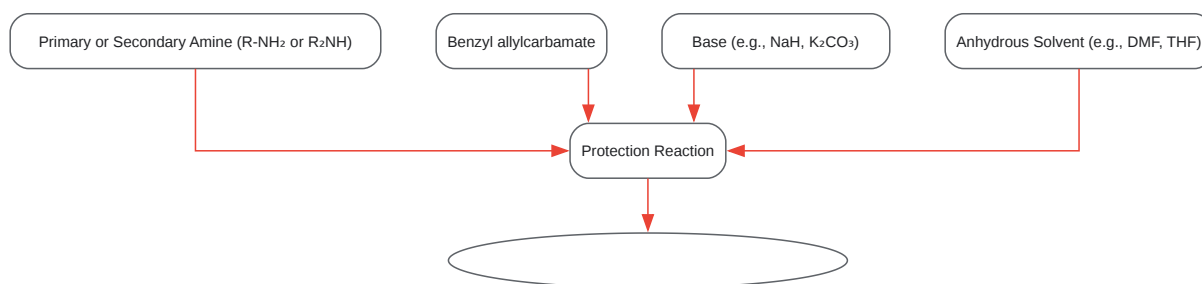 Primary or Secondary Amine (R-NH₂ or R₂NH)
Benzyl allylcarbamate
Base (e.g., NaH, K₂CO₃)
Anhydrous Solvent (e.g., DMF, THF)
Protection Reaction